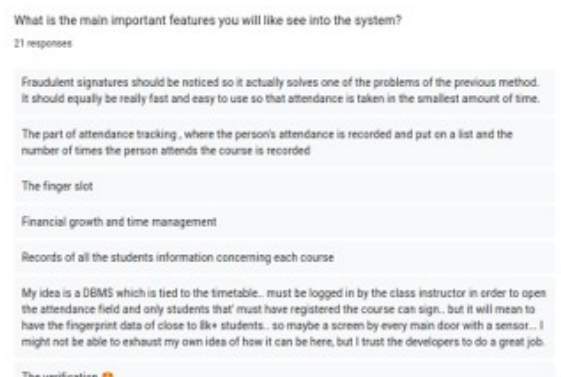 What is the main important features you will like see into the system?
21 responses
Fraudulent signatures should be noticed so it actually solves one of the problems of the previous method.
It should equally be really fast and easy to use so that attendance is taken in the smallest amount of time.
The part of attendance tracking , where the person's attendance is recorded and put on a list and the
number of times the person attends the course is recorded
The finger slot
Financial growth and time management
Records of all the students information concerning each course
My idea is a DBMS which is tied to the timetable.. must be logged in by the class instructor in order to open
the attendance field and only students that' must have registered the course can sign.. but it will mean to
have the fingerprint data of close to 8k+ students.. so maybe a screen by every main door with a sensor... I
might not be able to exhaust my own idea of how it can be here, but I trust the developers to do a great job.
The verification